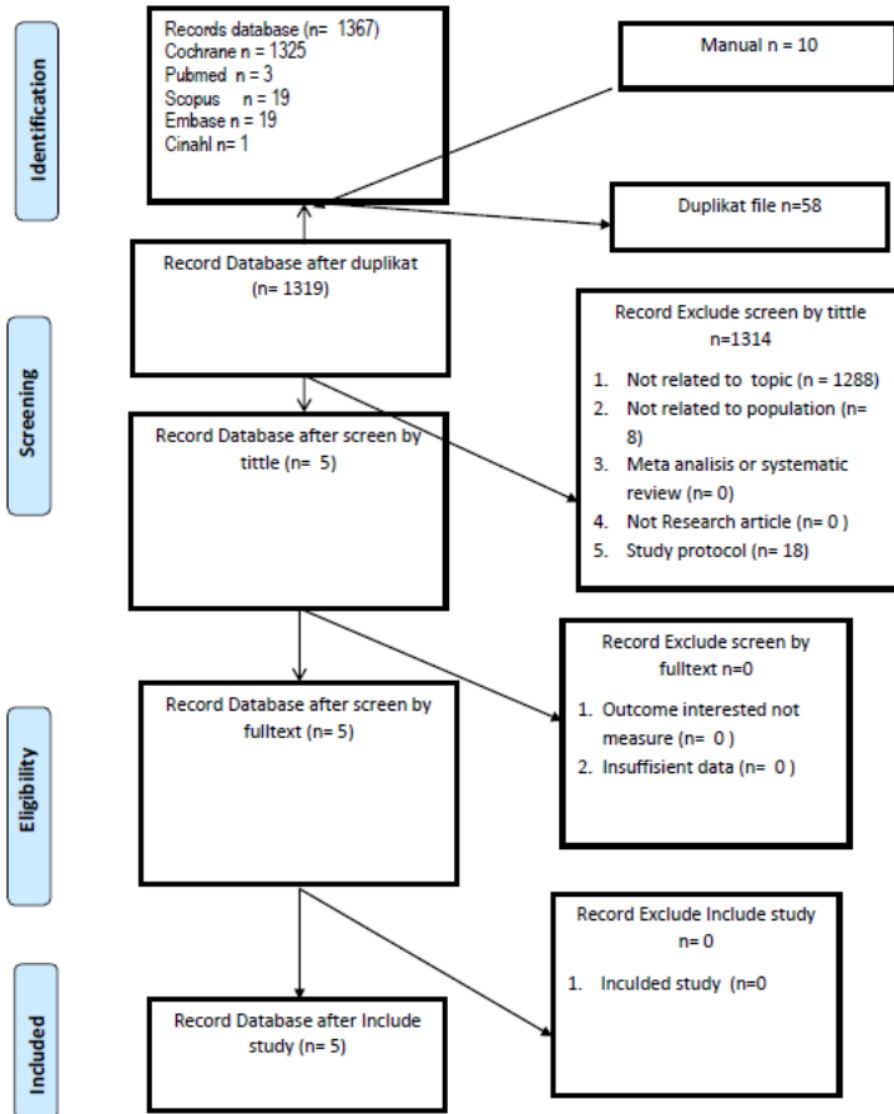 Identification
Records database (n= 1367)
Cochrane n = 1325
Pubmed n = 3
Scopus n = 19
Embase n = 19
Cinahl n= 1
Manual n = 10
Duplikat file n=58
Screening
Record Database after duplikat
(n= 1319)
Record Exclude screen by tittle
n=1314
1. Not related to topic (n = 1288)
2. Not related to population (n=
8)
3. Meta analisis or systematic
review (n= 0)
4. Not Research article (n= 0 )
5. Study protocol (n= 18)
Record Database after screen by
tittle (n= 5)
Eligibility
Record Exclude screen by
fulltext n=0
1. Outcome interested not
measure (n= 0 )
2. Insuffisient data (n= 0 )
Record Database after screen by
fulltext (n= 5)
Included
Record Exclude Include study
n= 0
1. Inculded study (n=0
Record Database after Include
study (n= 5)